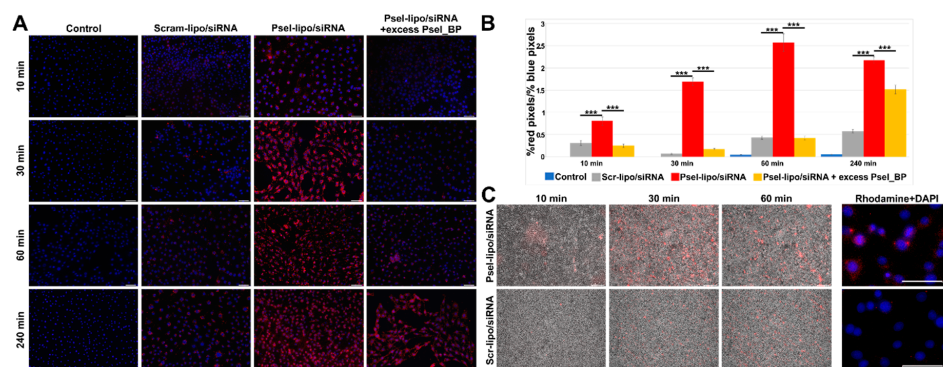 A
Control
Scram-lipo/siRNA
Psel-lipo/siRNA
Psel-lipo/siRNA
+excess Psel_BP
10 min
30 min
60 min
240 min
B
%red pixels/% blue pixels
3
2.5
2
1.5
1
0.5
0
*** ***
*** ***
*** ***
*** ***
10 min
30 min
60 min
240 min
Control
Scr-lipo/siRNA
Psel-lipo/siRNA
Psel-lipo/siRNA + excess Psel_BP
C
10 min
30 min
60 min
Rhodamine+DAPI
Psel-lipo/siRNA
Scr-lipo/siRNA